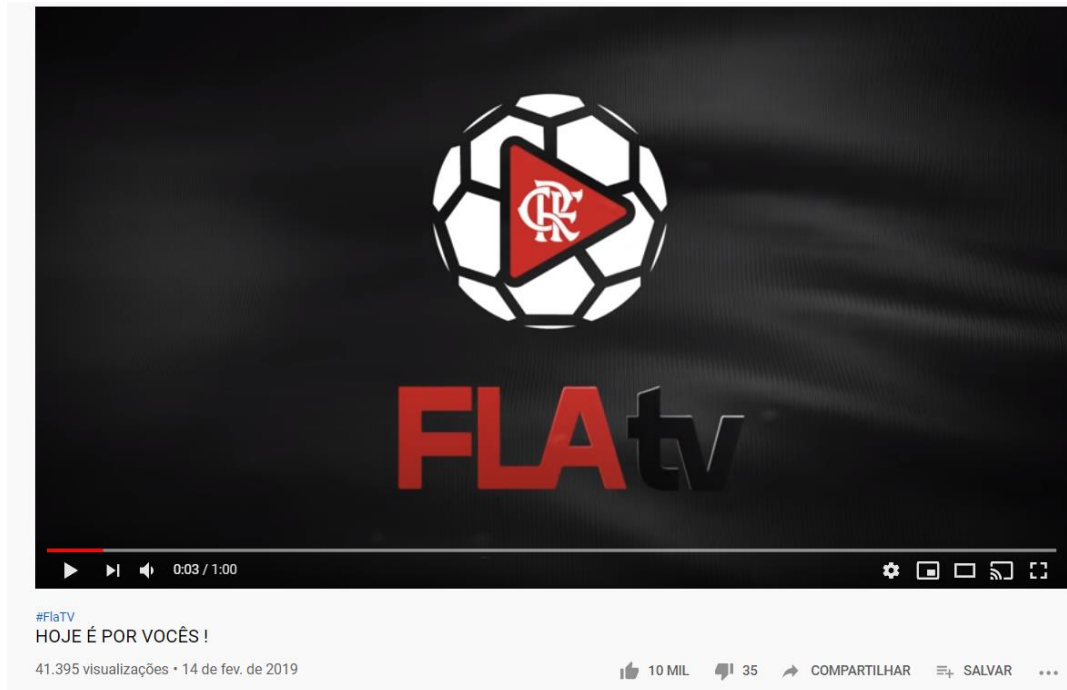 CRF
FLAtv
0:03 / 1:00
#FlaTV
HOJE É POR VOCÊS !
41.395 visualizações • 14 de fev. de 2019
10 MIL 35 COMPARTILHAR SALVAR